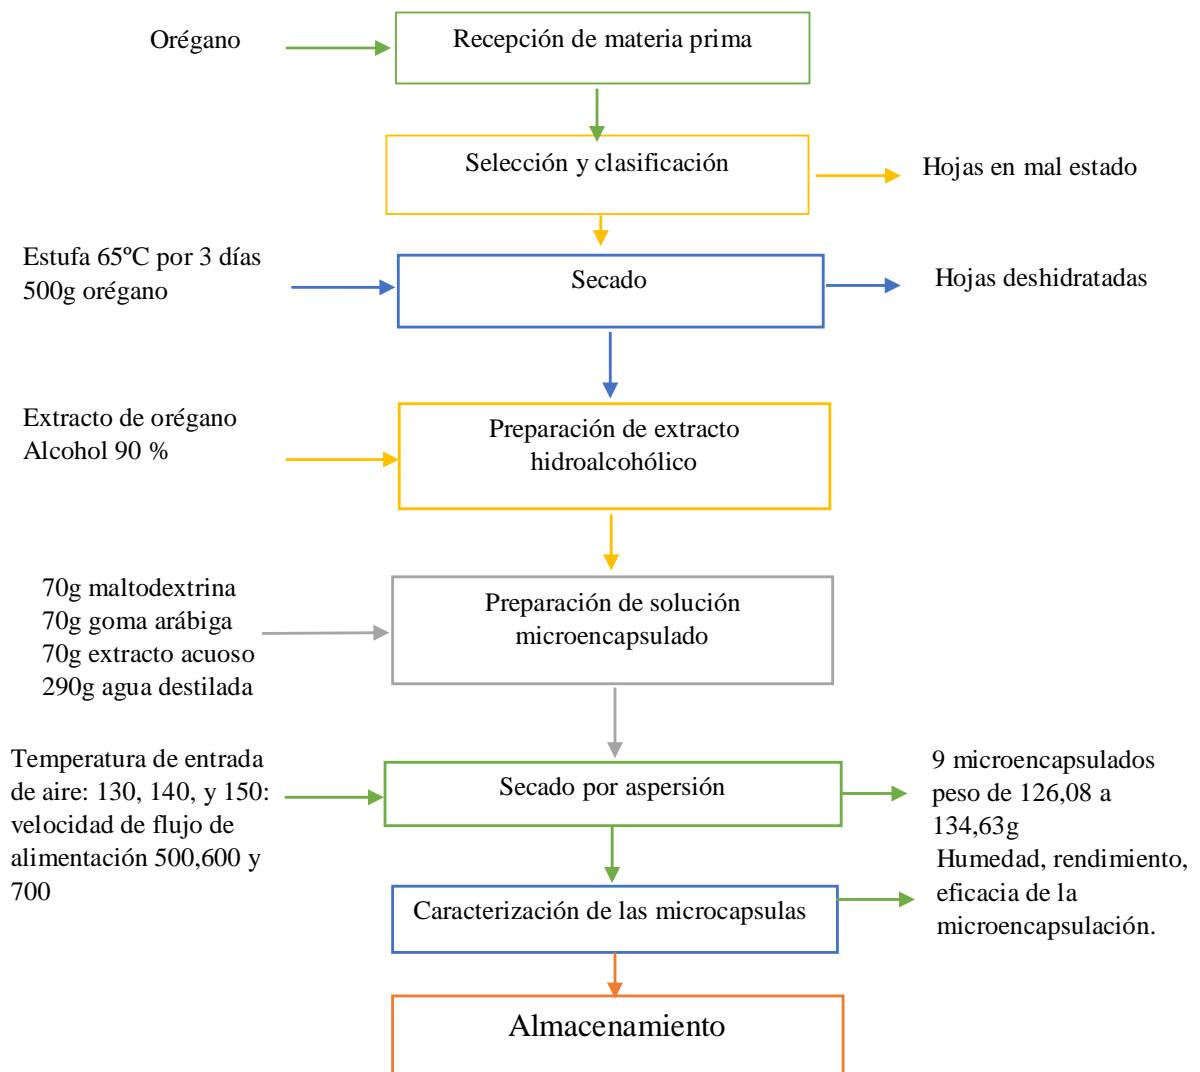 Orégano
Recepción de materia prima
Selección y clasificación
Hojas en mal estado
Estufa 65ºC por 3 días
500g orégano
Secado
Hojas deshidratadas
Extracto de orégano
Alcohol 90 %
Preparación de extracto
hidroalcohólico
70g maltodextrina
70g goma arábiga
70g extracto acuoso
290g agua destilada
Preparación de solución
microencapsulado
Temperatura de entrada
de aire: 130, 140, y 150:
velocidad de flujo de
alimentación 500,600 y
700
Secado por aspersión
9 microencapsulados
peso de 126,08 a
134,63g
Caracterización de las microcapsulas
Humedad, rendimiento,
eficacia de la
microencapsulación.
Almacenamiento